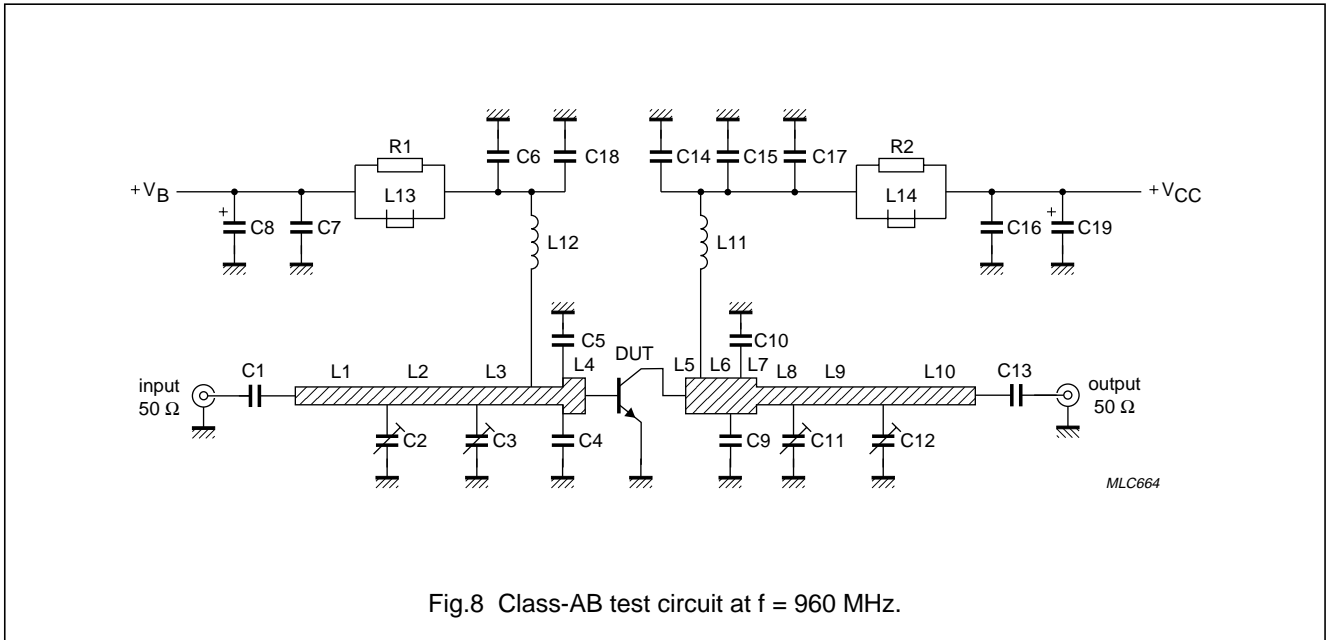 R1
C6
C18
C14
C15
C17
R2
+VB
L13
L14
+VCC
+
C8
C7
L12
L11
C16
+
C19
C5
C10
DUT
C1
L1
L2
L3
L4
L5
L6
L7
L8
L9
L10
C13
input
50 Ω
output
50 Ω
C2
C3
C4
C9
C11
C12
MLC664
Fig.8 Class-AB test circuit at f = 960 MHz.